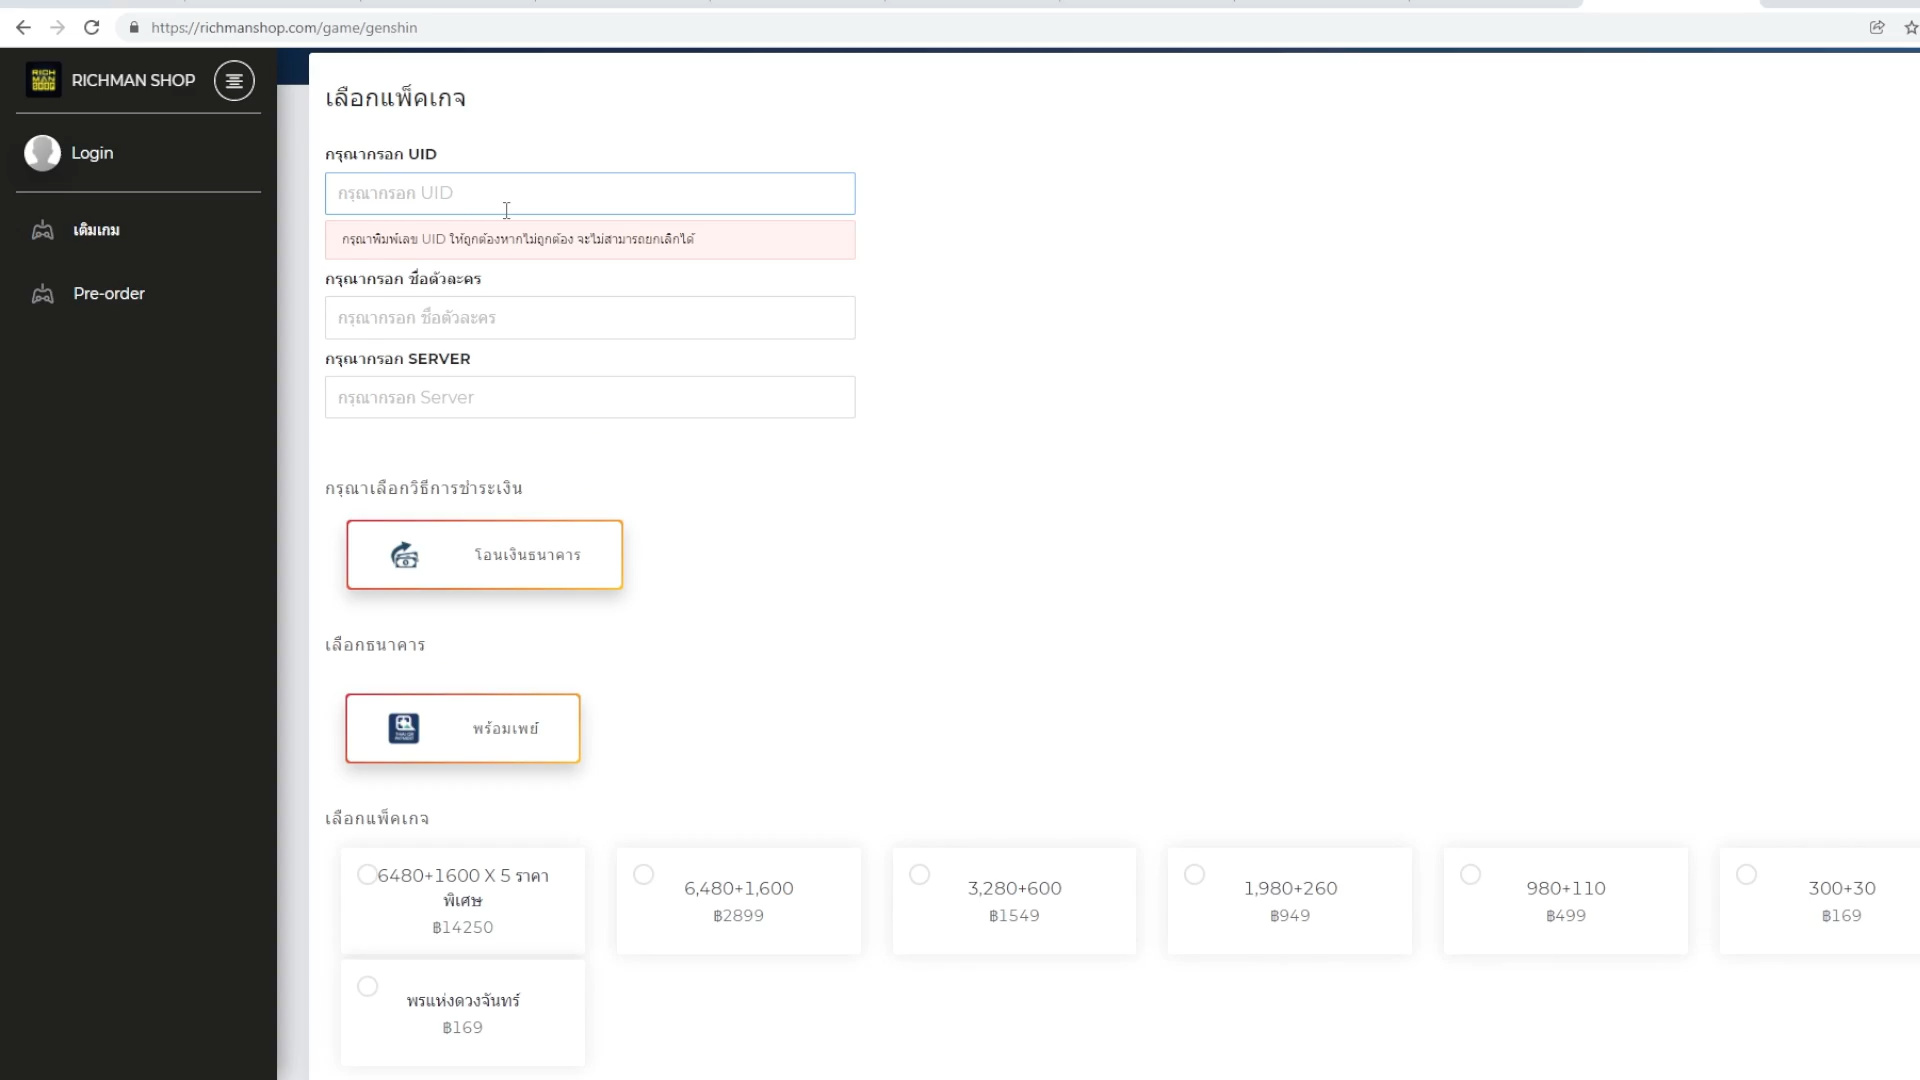 https://richmanshop.com/game/genshin
RICH MAN SHOP
RICHMAN SHOP
Login
เติมเกม
Pre-order
เลือกแพ็คเกจ
กรุณากรอก UID
กรุณากรอก UID
กรุณาพิมพ์เลข UID ให้ถูกต้องหากไม่ถูกต้อง จะไม่สามารถยกเลิกได้
กรุณากรอก ชื่อตัวละคร
กรุณากรอก ชื่อตัวละคร
กรุณากรอก SERVER
กรุณากรอก Server
กรุณาเลือกวิธีการชำระเงิน
โอนเงินธนาคาร
เลือกธนาคาร
พร้อมเพย์
เลือกแพ็คเกจ
6480+1600 X 5 ราคา
พิเศษ
฿14250
6,480+1,600
฿2899
3,280+600
฿1549
1,980+260
฿949
980+110
฿499
300+30
฿169
พรแห่งดวงจันทร์
฿169